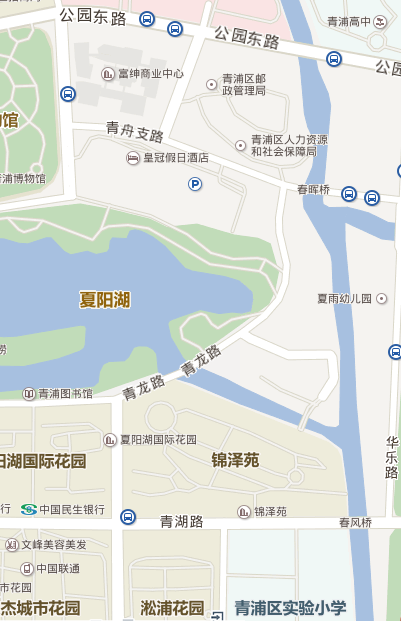 公园东路
公园东路
青浦高中
公园
富绅商业中心
青浦区邮
政管理局
物馆
青舟支路
青浦区人力资源
和社会保障局
皇冠假日酒店
青浦博物馆
P
春晖桥
夏阳湖
夏雨幼儿园
青龙路
青龙路
青浦图书馆
夏阳湖国际花园
阳湖国际花园
锦泽苑
华乐路
中国民生银行
行
锦泽苑
青湖路
春风桥
文峰美容美发
中国联通
市花园
杰城市花园
淞浦花园
青浦区实验小学